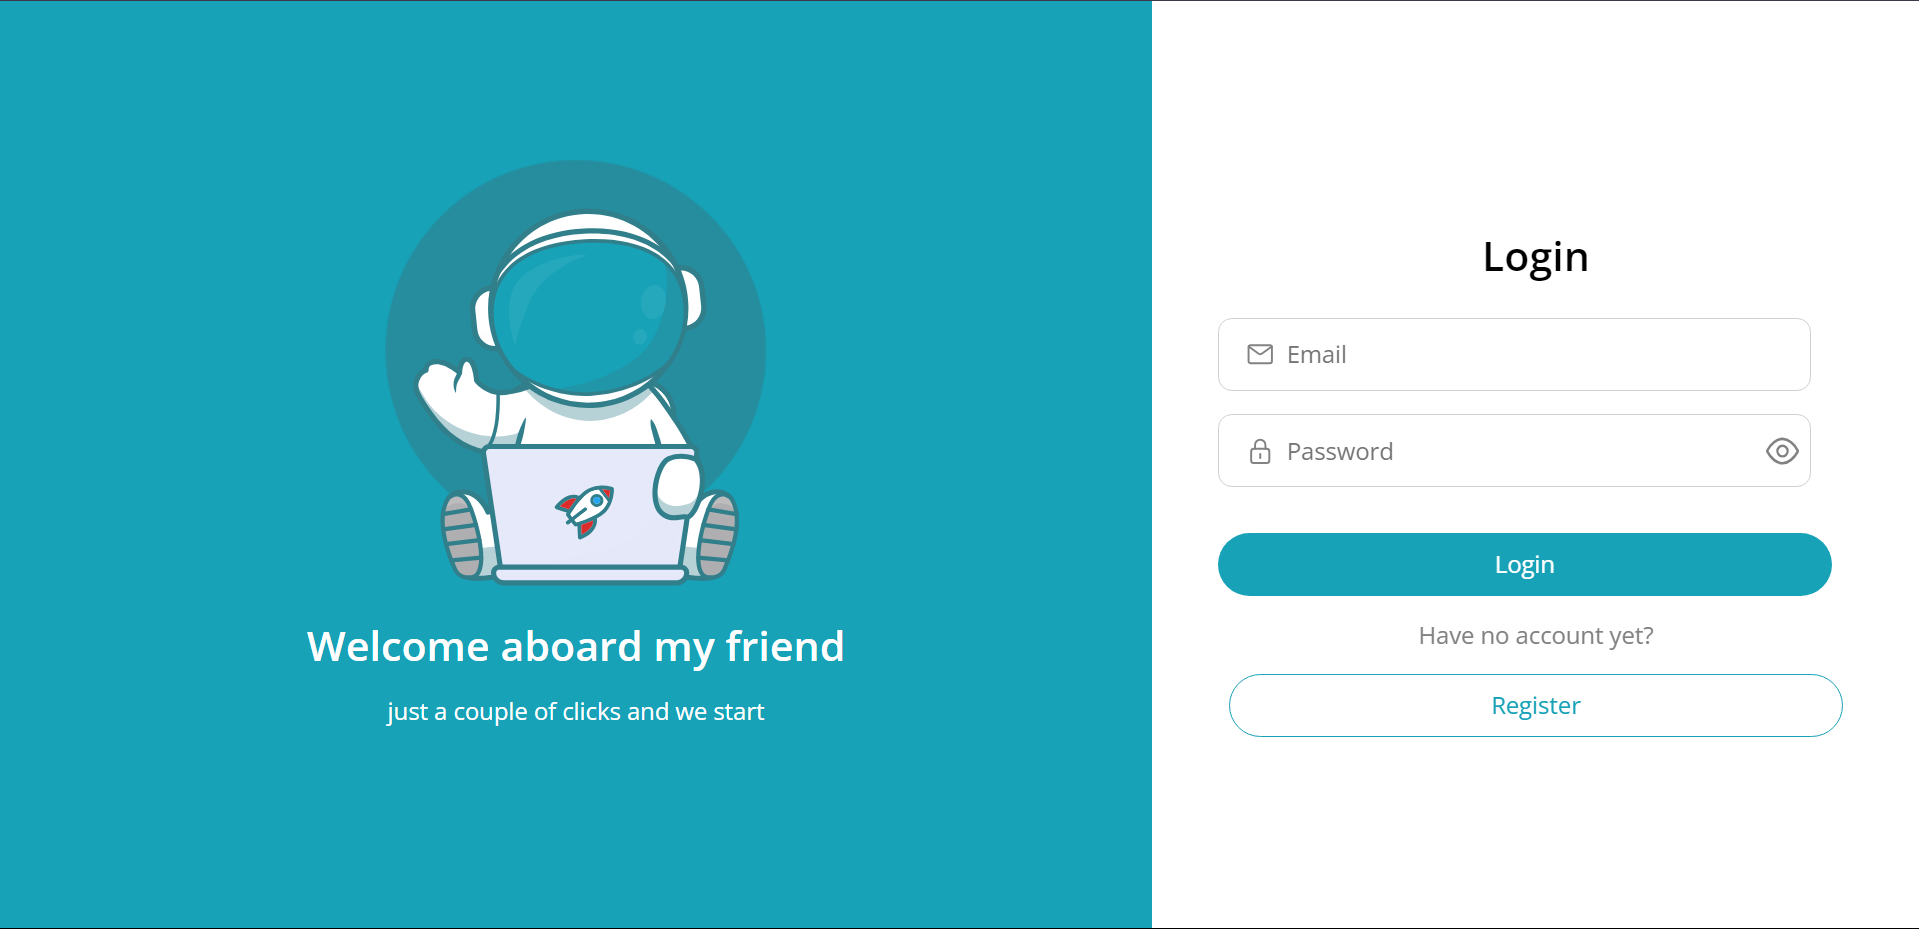 Welcome aboard my friend
just a couple of clicks and we start
Login
Email
Password
Login
Have no account yet?
Register